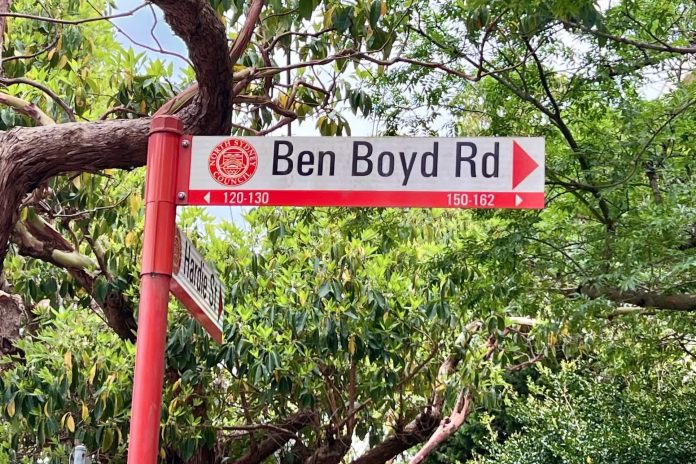 NORTH SYDNEY
COUNCIL
Ben Boyd Rd
120-130 150-162
Hardie St